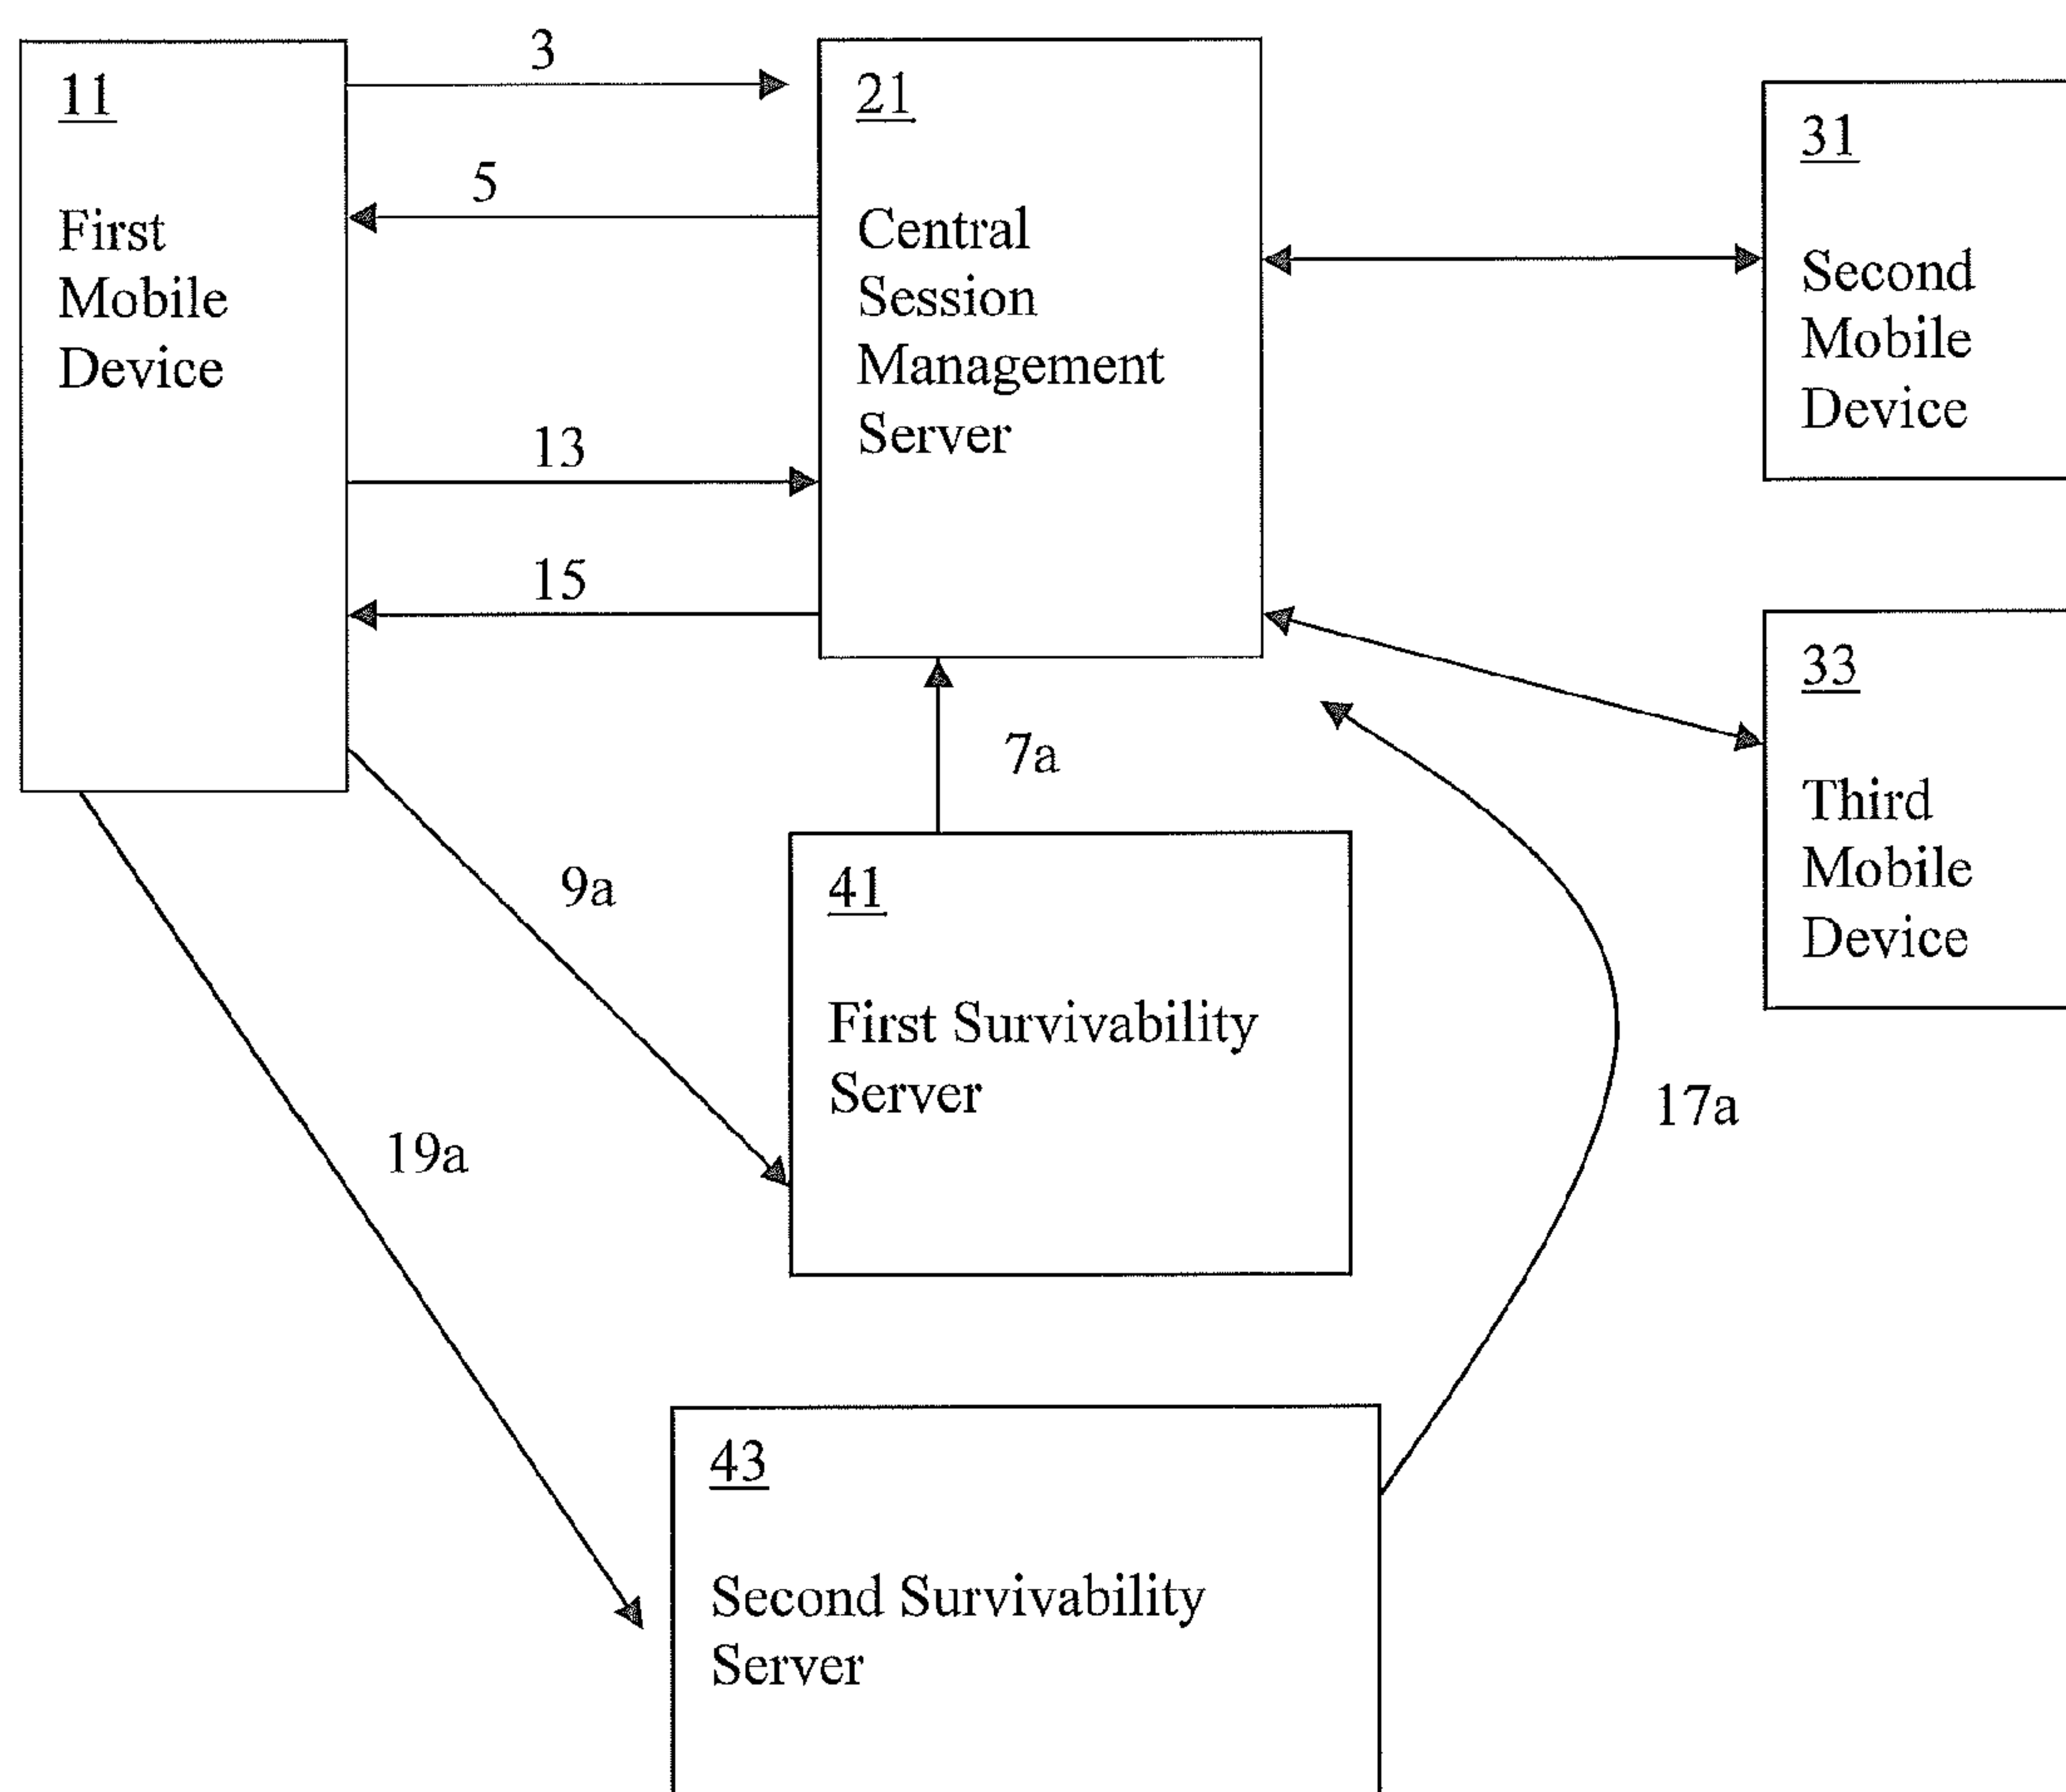 3
11
First
Mobile
Device
5
13
15
21
Central
Session
Management
Server
31
Second
Mobile
Device
33
Third
Mobile
Device
7a
9a
41
First Survivability
Server
17a
19a
43
Second Survivability
Server